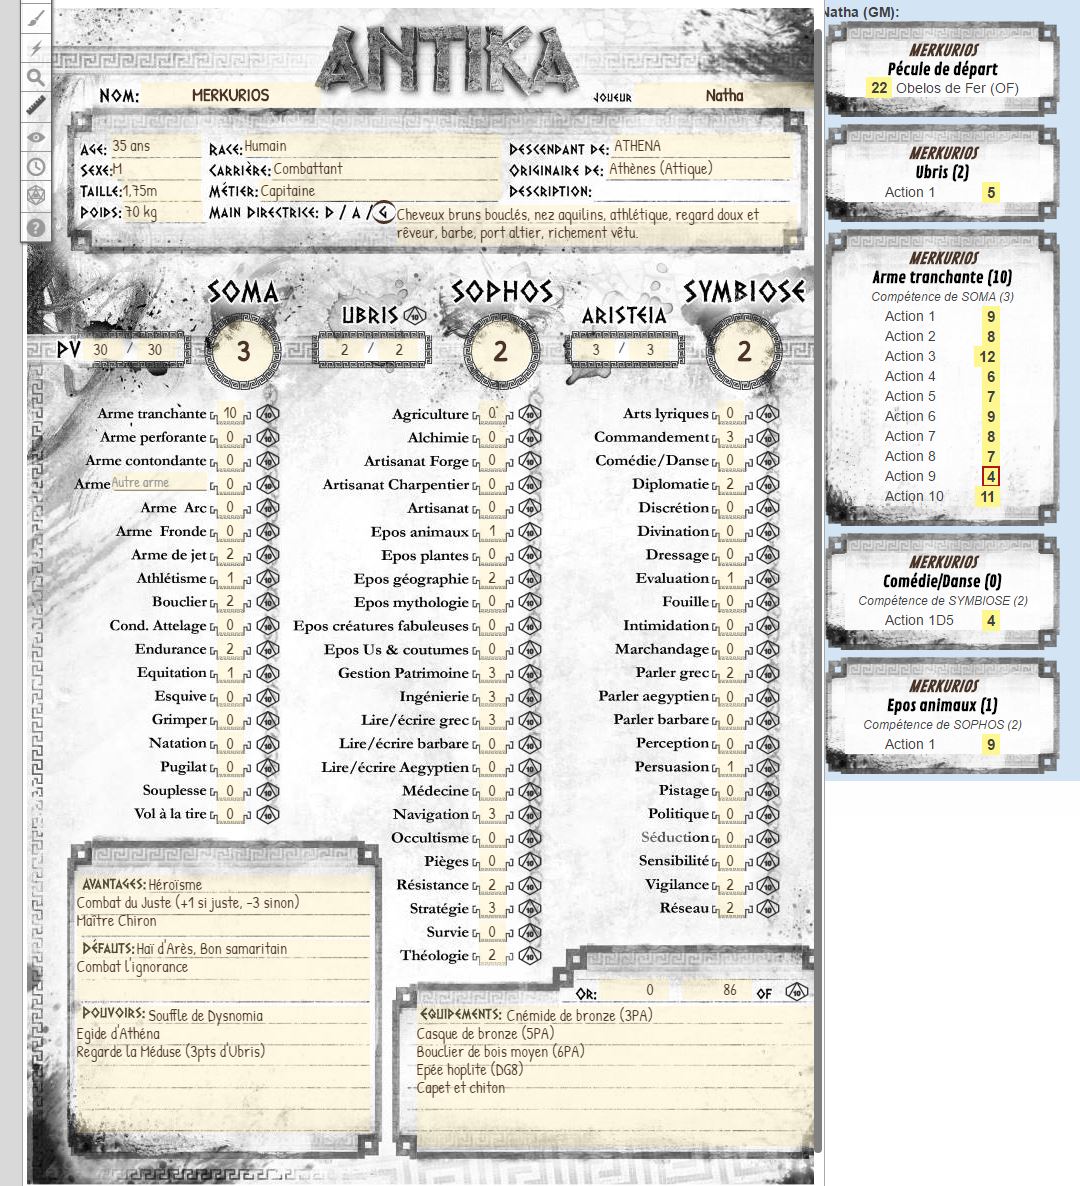 ANTIKA
NOM: MERKURIOS JOUEUR Natha
AGE: 35 ans RACE: Humain DESCENDANT DE: ATHENA
SEXE: M CARRIÈRE: Combattant ORIGINAIRE DE: Athènes (Attique)
TAILLE: 1,75m MÉTIER: Capitaine DESCRIPTION:
POIDS: 70 kg MAIN DIRECTRICE: D / A / G Cheveux bruns bouclés, nez aquilins, athlétique, regard doux et
rêveur, barbe, port altier, richement vêtu.
SOMA SOPHOS SYMBIOSE
UBRIS ARISTEIA
PV 30 / 30 3 2 / 2 2 3 / 3 2
Arme tranchante 10
Arme perforante 0
Arme contondante 0
Arme Autre arme 0
Arme Arc 0
Arme Fronde 0
Arme de jet 2
Athlétisme 1
Bouclier 2
Cond. Attelage 0
Endurance 2
Equitation 1
Esquive 0
Grimper 0
Natation 0
Pugilat 0
Souplesse 0
Vol à la tire 0
Agriculture 0
Alchimie 0
Artisanat Forge 0
Artisanat Charpentier 0
Artisanat 0
Epos animaux 1
Epos plantes 0
Epos géographie 2
Epos mythologie 0
Epos créatures fabuleuses 0
Epos Us & coutumes 0
Gestion Patrimoine 3
Ingénierie 3
Lire/écrire grec 3
Lire/écrire barbare 0
Lire/écrire Aegyptien 0
Médecine 0
Navigation 3
Occultisme 0
Pièges 0
Résistance 2
Stratégie 3
Survie 0
Théologie 2
Arts lyriques 0
Commandement 3
Comédie/Danse 0
Diplomatie 2
Discrétion 0
Divination 0
Dressage 0
Evaluation 1
Fouille 0
Intimidation 0
Marchandage 0
Parler grec 2
Parler aegyptien 0
Parler barbare 0
Perception 0
Persuasion 1
Pistage 0
Politique 0
Séduction 0
Sensibilité 0
Vigilance 2
Réseau 2
AVANTAGES: Héroïsme
Combat du Juste (+1 si juste, -3 sinon)
Maître Chiron
DÉFAUTS: Haï d'Arès, Bon samaritain
Combat l'ignorance
POUVOIRS: Souffle de Dysnomia
Egide d'Athéna
Regarde la Méduse (3pts d'Ubris)
OR: 0 86 OF
EQUIPEMENTS: Cnémide de bronze (3PA)
Casque de bronze (5PA)
Bouclier de bois moyen (6PA)
Epée hoplite (DG8)
Capet et chiton
Natha (GM):
MERKURIOS
Pécule de départ
22 Obelos de Fer (OF)
MERKURIOS
Ubris (2)
Action 1 5
MERKURIOS
Arme tranchante (10)
Compétence de SOMA (3)
Action 1 9
Action 2 8
Action 3 12
Action 4 6
Action 5 7
Action 6 9
Action 7 8
Action 8 7
Action 9 4
Action 10 11
MERKURIOS
Comédie/Danse (0)
Compétence de SYMBIOSE (2)
Action 1D5 4
MERKURIOS
Epos animaux (1)
Compétence de SOPHOS (2)
Action 1 9